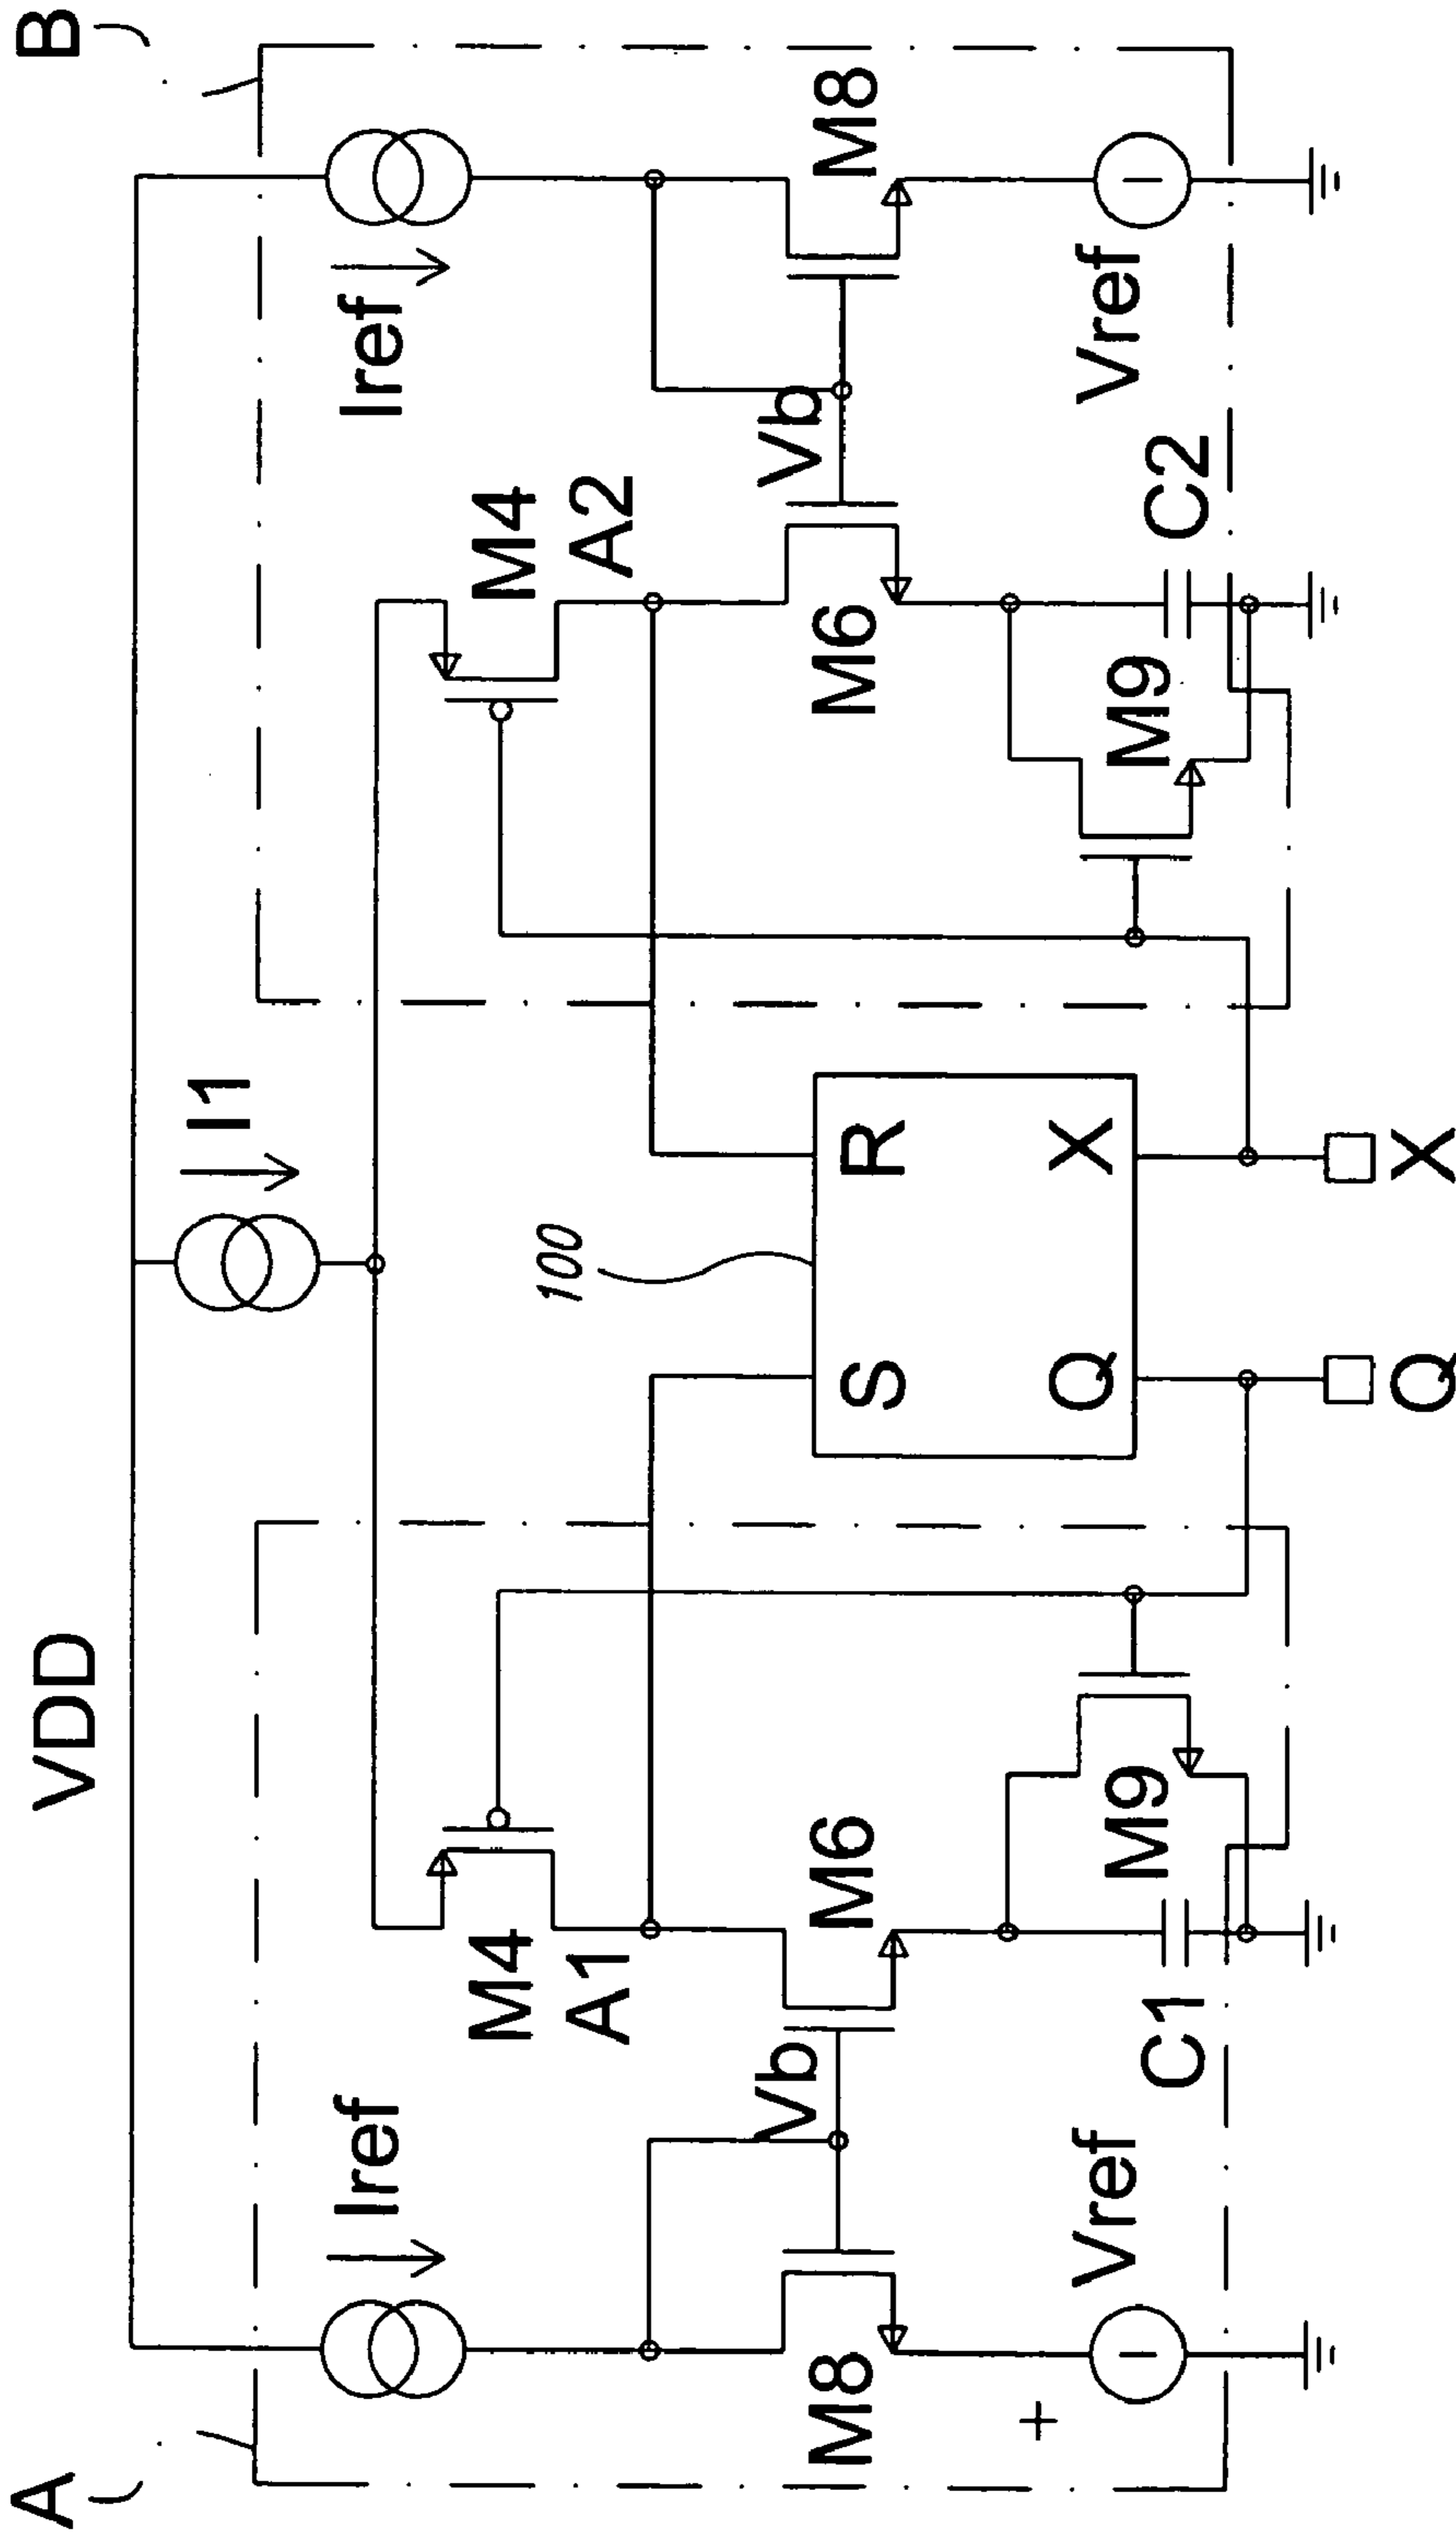 A
B
VDD
I1
Iref
Iref
M4
A1
M4
A2
100
S
R
Q
X
M8
Vb
M6
M6
Vb
M8
+
Vref
C1
M9
M9
C2
Vref
Q
X